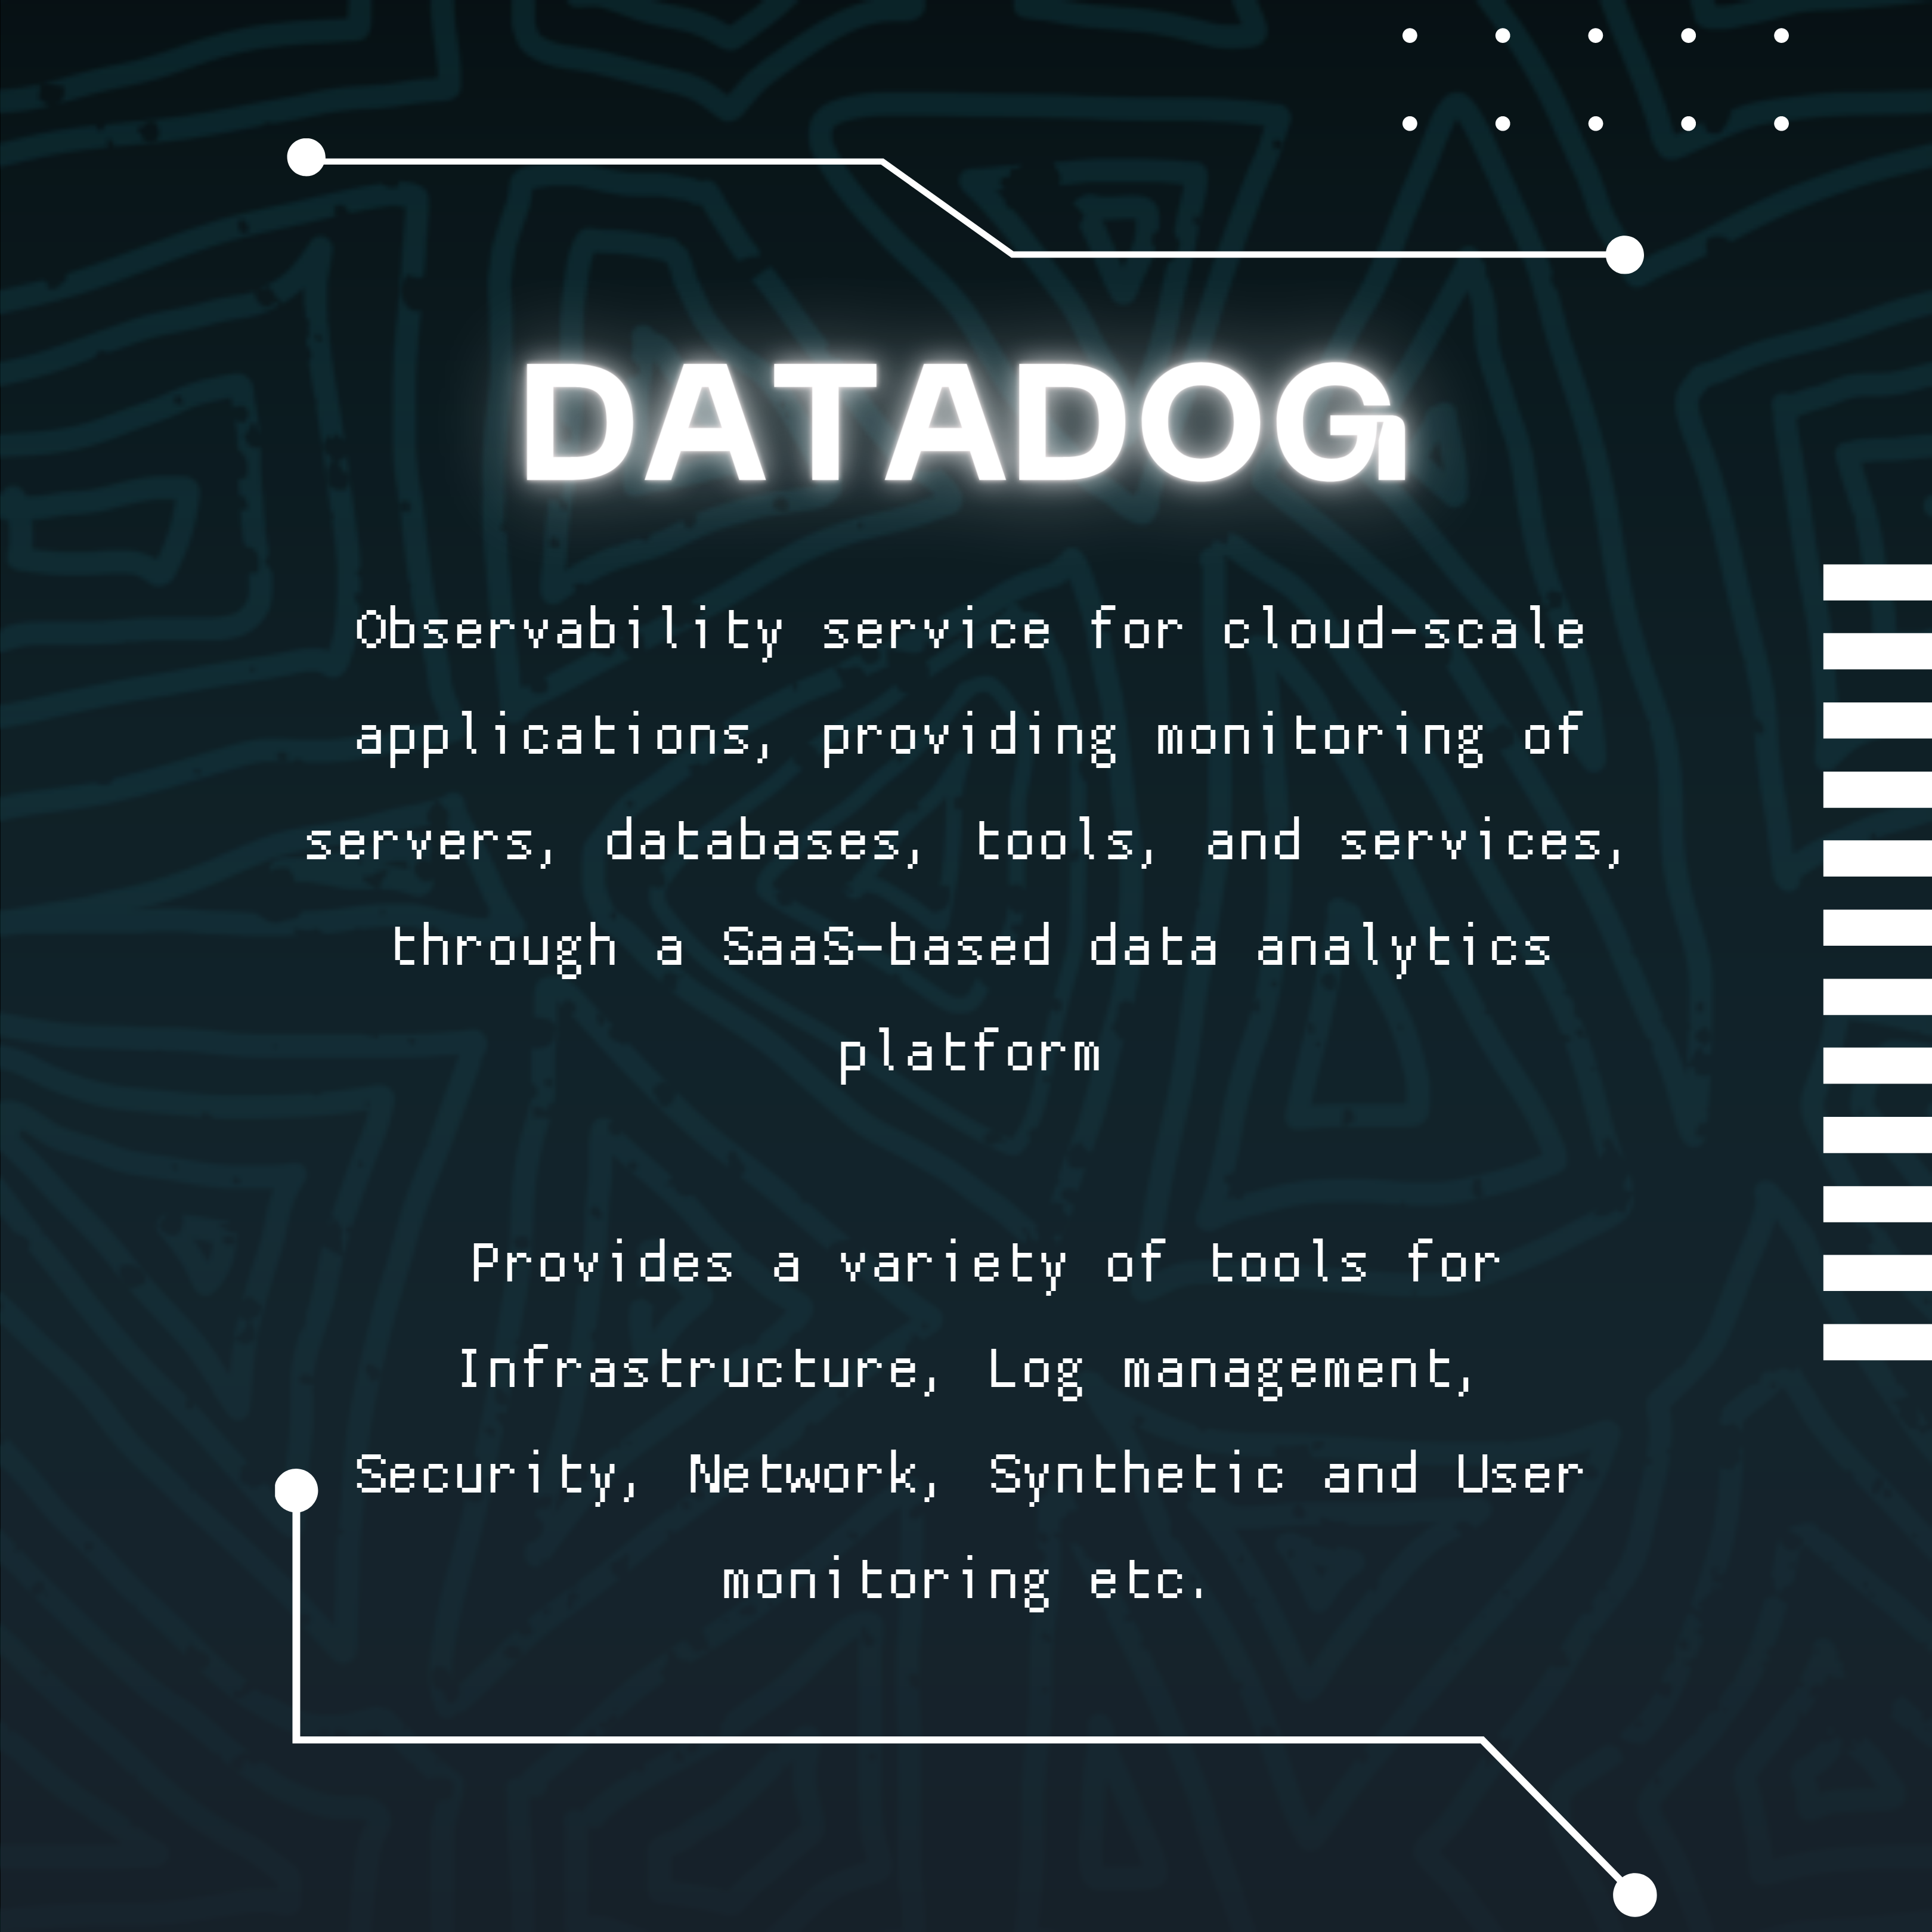 DATADOG
Observability service for cloud-scale
applications, providing monitoring of
servers, databases, tools, and services,
through a SaaS-based data analytics
platform
Provides a variety of tools for
Infrastructure, Log management,
Security, Network, Synthetic and User
monitoring etc.